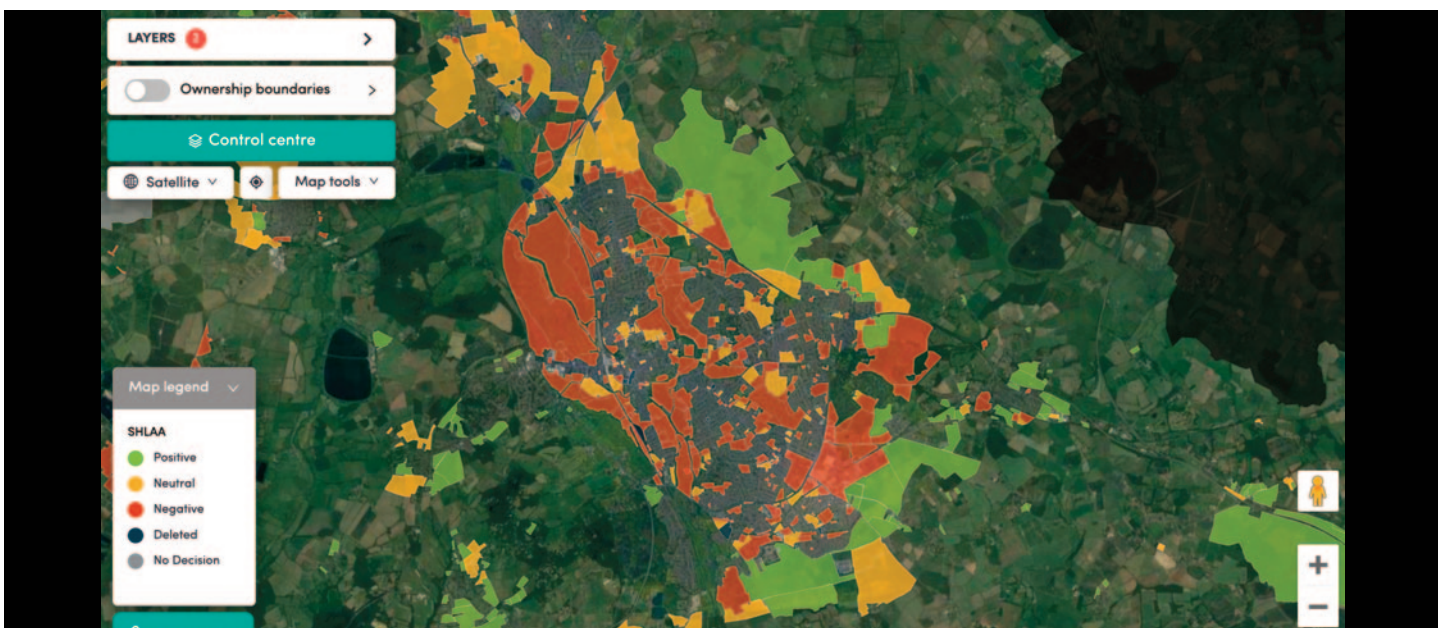 LAYERS 3
Ownership boundaries
Control centre
Satellite
Map tools
Map legend
SHLAA
Positive
Neutral
Negative
Deleted
No Decision